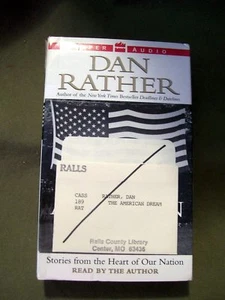 AUDIO
DAN
RATHER
Author of the New York Times Bestseller Deadlines & Datelines
RALLS
CASS RATHER, DAN
189 THE AMERICAN DREAM
RAT
Ralls County Library
Center, MO 63436
Stories from the Heart of Our Nation
READ BY THE AUTHOR